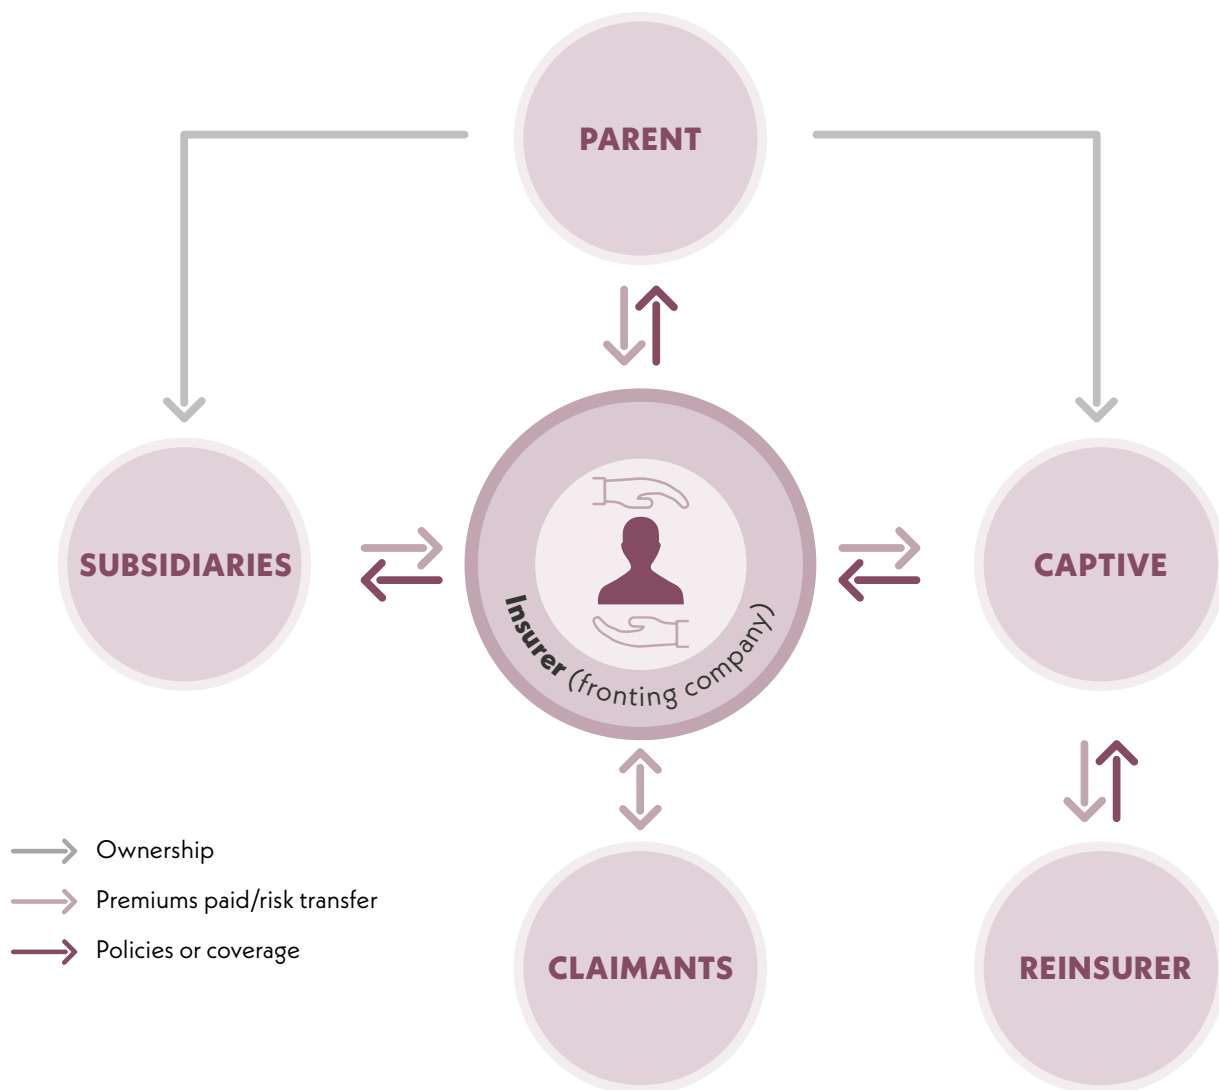 PARENT
SUBSIDIARIES
CAPTIVE
Insurer (fronting company)
Ownership
Premiums paid/risk transfer
Policies or coverage
CLAIMANTS
REINSURER